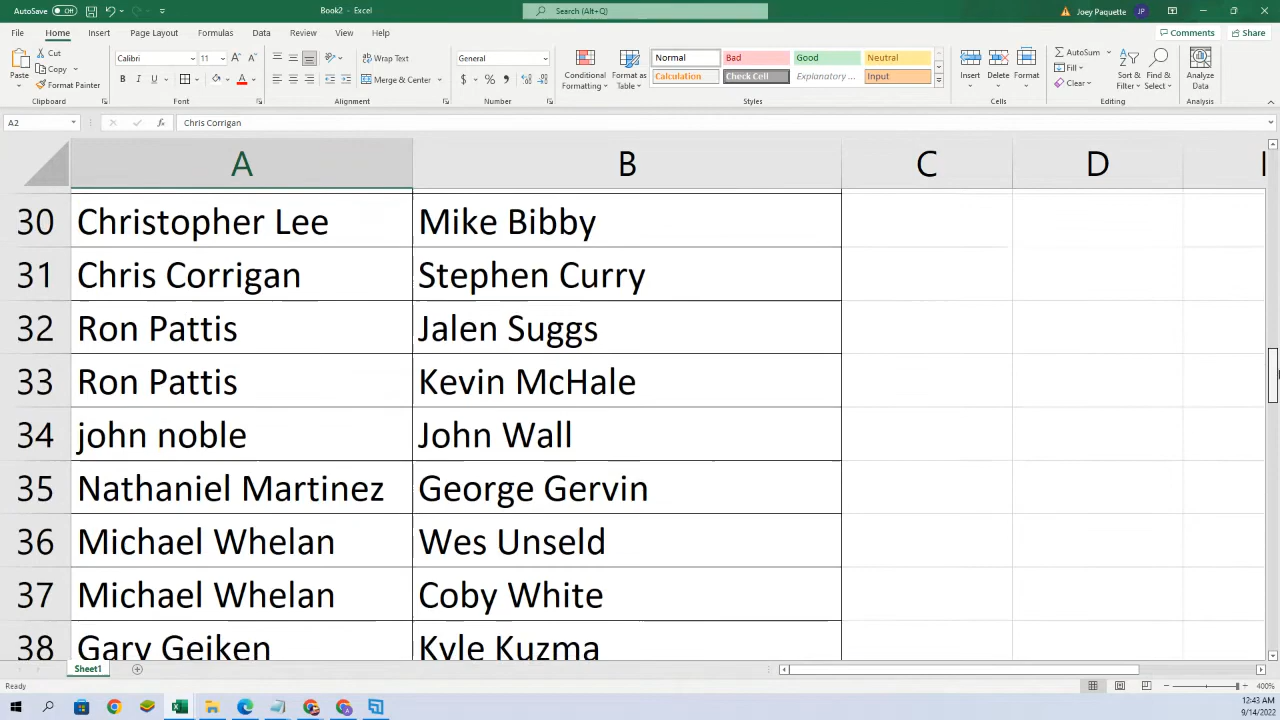 AutoSave Off Book2 - Excel Search (Alt+Q) Joey Paquette JP
File Home Insert Page Layout Formulas Data Review View Help Comments Share
Paste Cut Copy Format Painter Clipboard
Calibri 11 B I U Font
Wrap Text Merge & Center Alignment
General $ % , Number
Conditional Formatting Format as Table
Normal Bad Good Neutral
Calculation Check Cell Explanatory ... Input
Styles
Insert Delete Format Cells
AutoSum Fill Clear Sort & Filter Find & Select Editing
Analyze Data Analysis
A2 fx Chris Corrigan
A B C D
30 Christopher Lee Mike Bibby
31 Chris Corrigan Stephen Curry
32 Ron Pattis Jalen Suggs
33 Ron Pattis Kevin McHale
34 john noble John Wall
35 Nathaniel Martinez George Gervin
36 Michael Whelan Wes Unseld
37 Michael Whelan Coby White
38 Gary Geiken Kyle Kuzma
Sheet1
Ready 400%
12:43 AM
9/14/2022